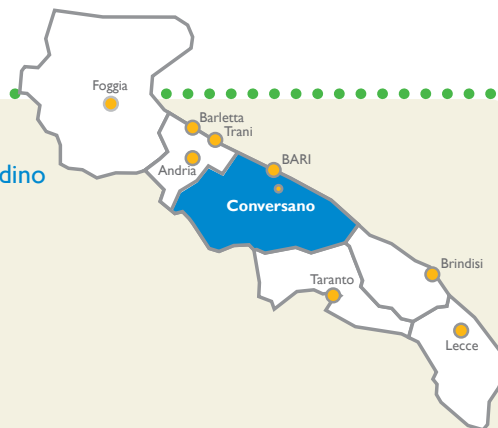 Foggia
Barletta
Trani
BARI
Andria
dino
Conversano
Brindisi
Taranto
Lecce